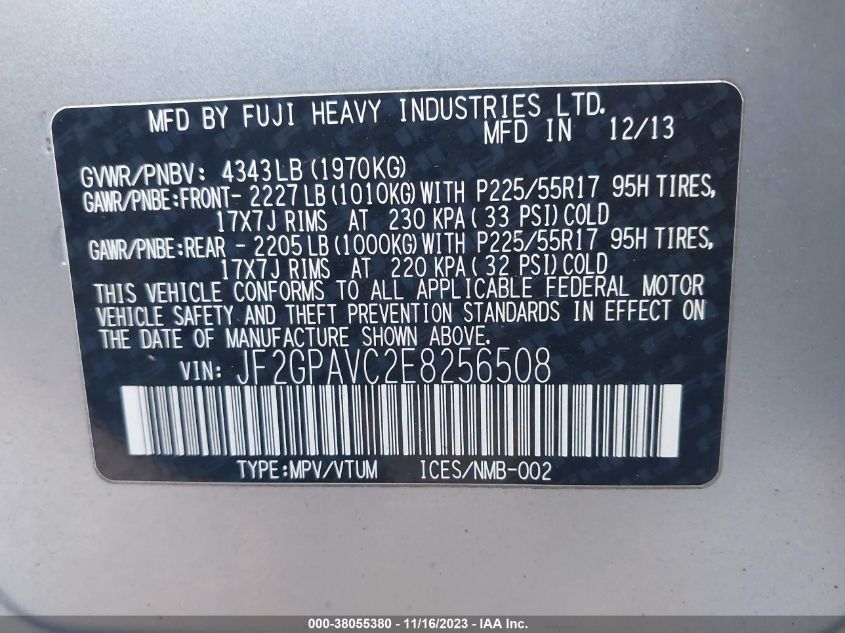 MFD BY FUJI HEAVY INDUSTRIES LTD.
MFD IN 12/13
GVWR/PNBV: 4343LB (1970KG)
GAWR/PNBE:FRONT- 2227LB (1010KG) WITH P225/55R17 95H TIRES,
17X7J RIMS AT 230 KPA (33 PSI) COLD
GAWR/PNBE:REAR - 2205LB (1000KG) WITH P225/55R17 95H TIRES,
17X7J RIMS AT 220 KPA (32 PSI) COLD
THIS VEHICLE CONFORMS TO ALL APPLICABLE FEDERAL MOTOR
VEHICLE SAFETY AND THEFT PREVENTION STANDARDS IN EFFECT ON
THE DATE OF MANUFACTURE SHOWN ABOVE.
VIN: JF2GPAVC2E8256508
TYPE:MPV/VTUM ICES/NMB-002
000-38055380 - 11/16/2023 - IAA Inc.